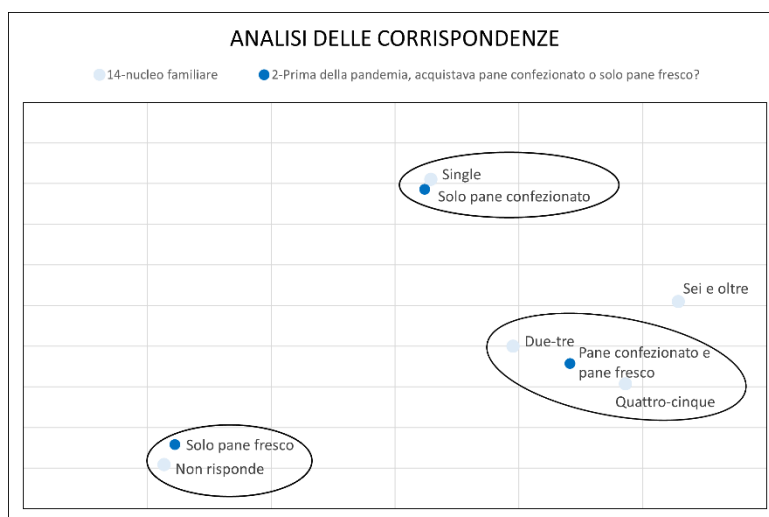 ANALISI DELLE CORRISPONDENZE
14-nucleo familiare
2-Prima della pandemia, acquistava pane confezionato o solo pane fresco?
Single
Solo pane confezionato
Sei e oltre
Due-tre
Pane confezionato e
pane fresco
Quattro-cinque
Solo pane fresco
Non risponde